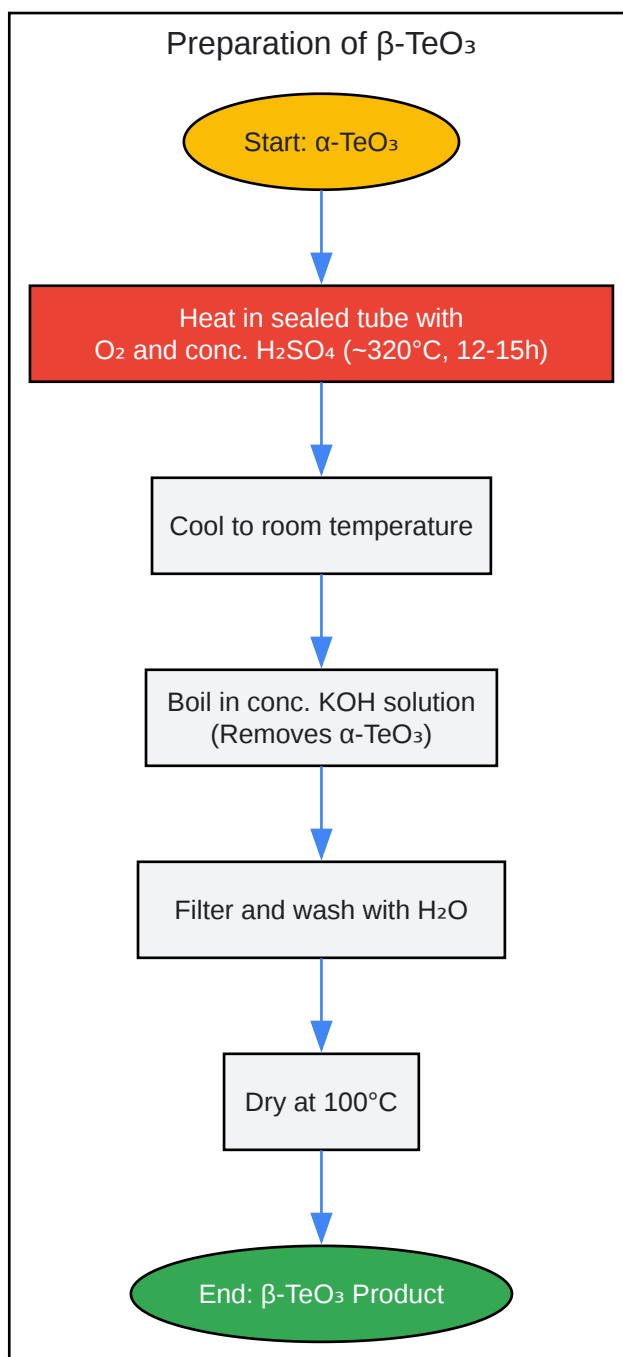 Preparation of β-TeO₃
Start: α-TeO₃
Heat in sealed tube with
O₂ and conc. H₂SO₄ (~320°C, 12-15h)
Cool to room temperature
Boil in conc. KOH solution
(Removes α-TeO₃)
Filter and wash with H₂O
Dry at 100°C
End: β-TeO₃ Product